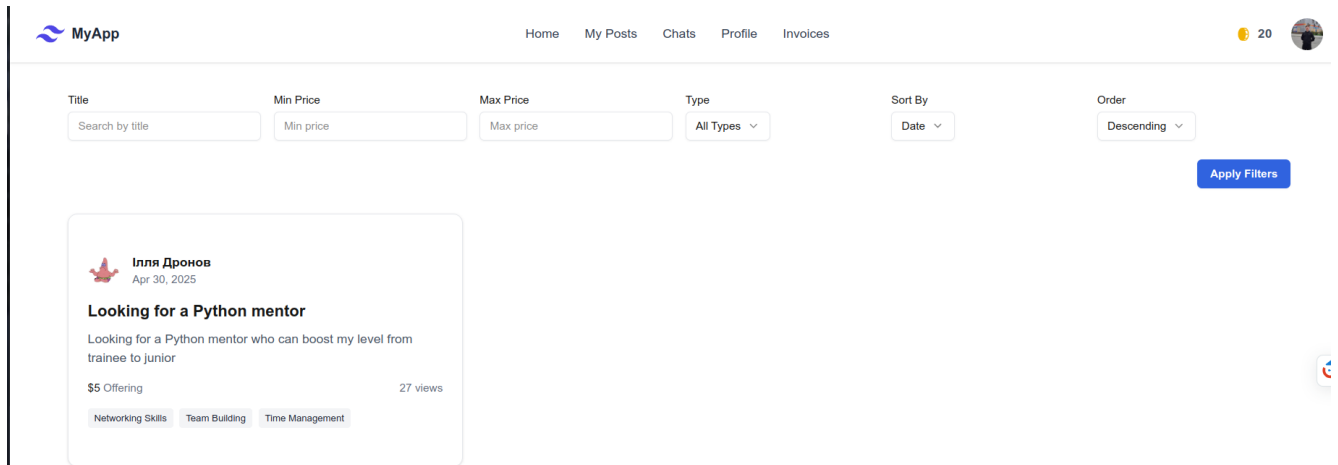 MyApp
Home My Posts Chats Profile Invoices
20
Title Min Price Max Price Type Sort By Order
Search by title Min price Max price All Types Date Descending
Apply Filters
Ілля Дронов
Apr 30, 2025
Looking for a Python mentor
Looking for a Python mentor who can boost my level from
trainee to junior
$5 Offering 27 views
Networking Skills Team Building Time Management